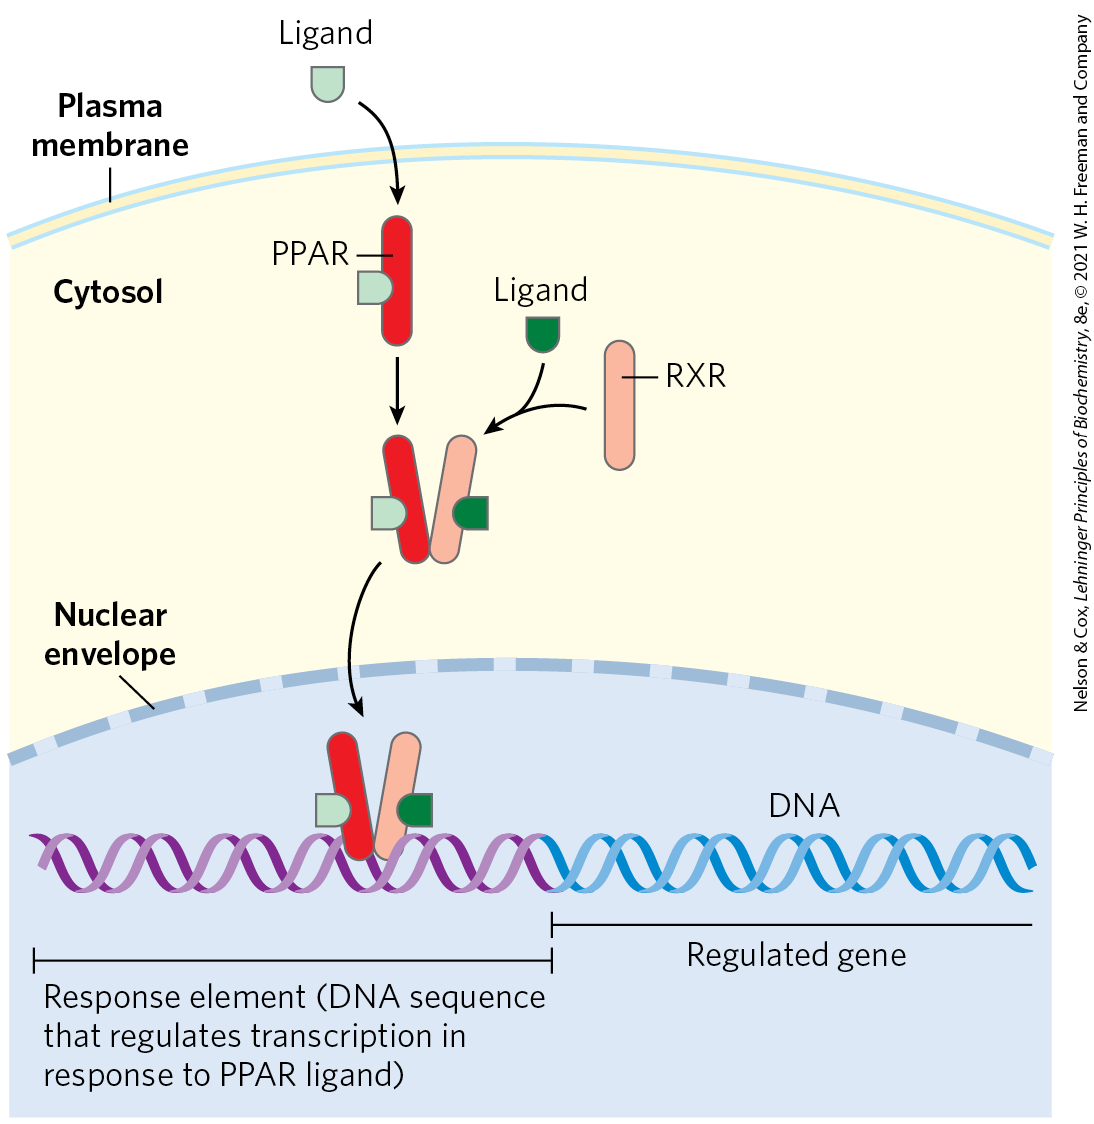 Ligand
Plasma
membrane
PPAR
Cytosol
Ligand
RXR
Nuclear
envelope
DNA
Regulated gene
Response element (DNA sequence
that regulates transcription in
response to PPAR ligand)
Nelson & Cox, Lehninger Principles of Biochemistry, 8e, © 2021 W. H. Freeman and Company